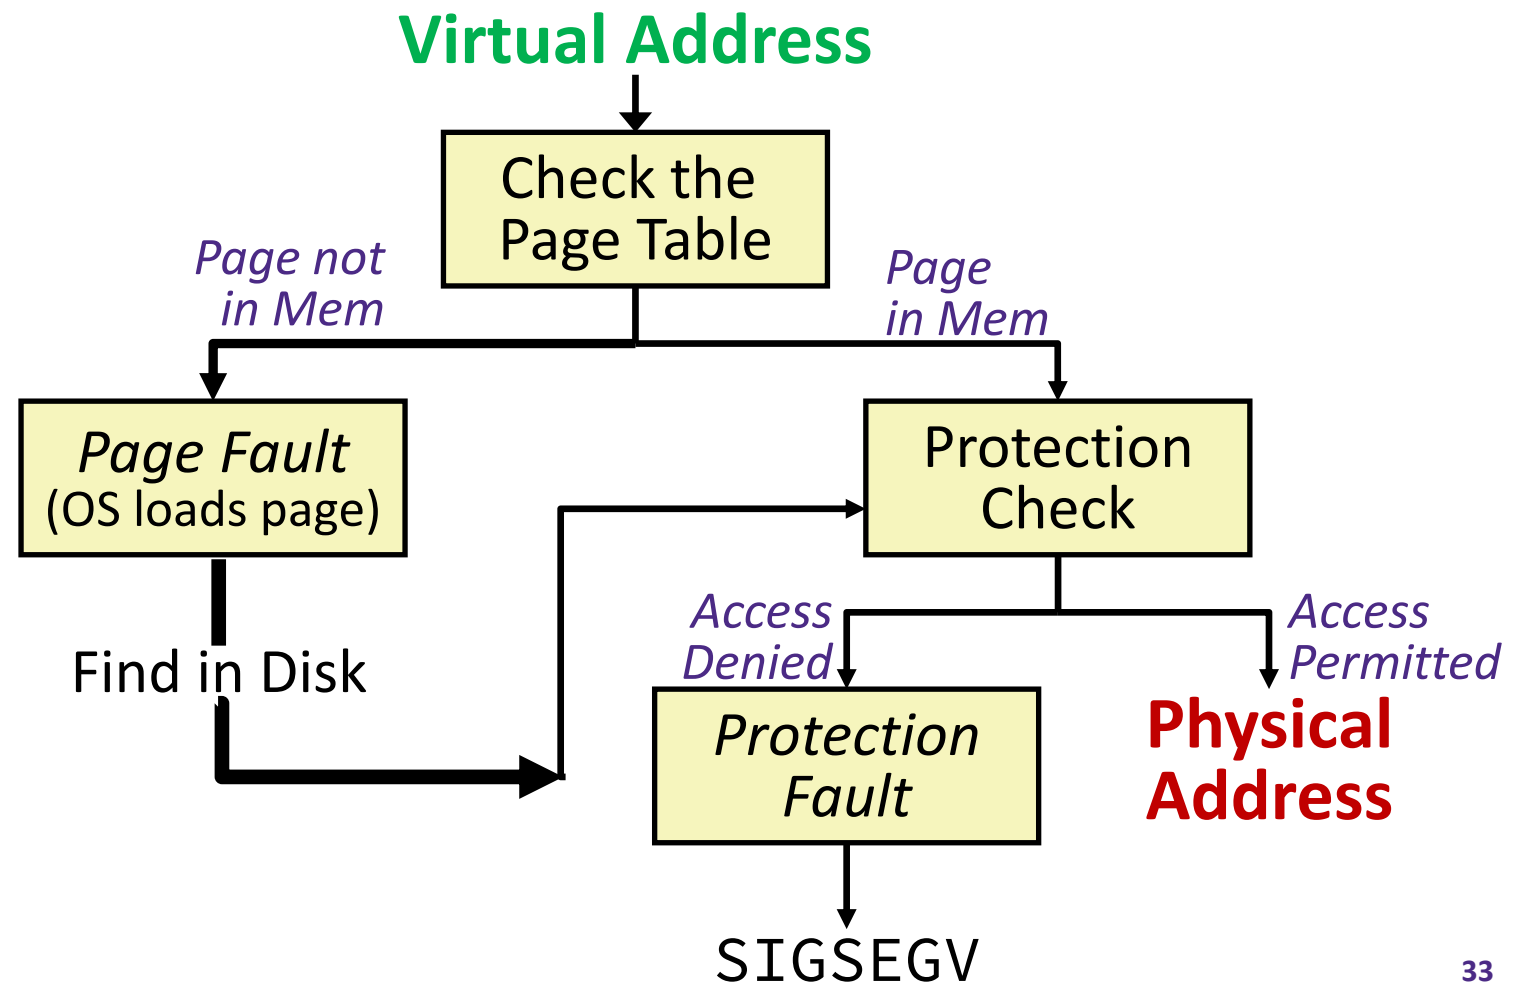 Virtual Address
Check the
Page Table
Page not
in Mem
Page
in Mem
Page Fault
(OS loads page)
Protection
Check
Find in Disk
Access
Denied
Access
Permitted
Protection
Fault
Physical
Address
SIGSEGV
33